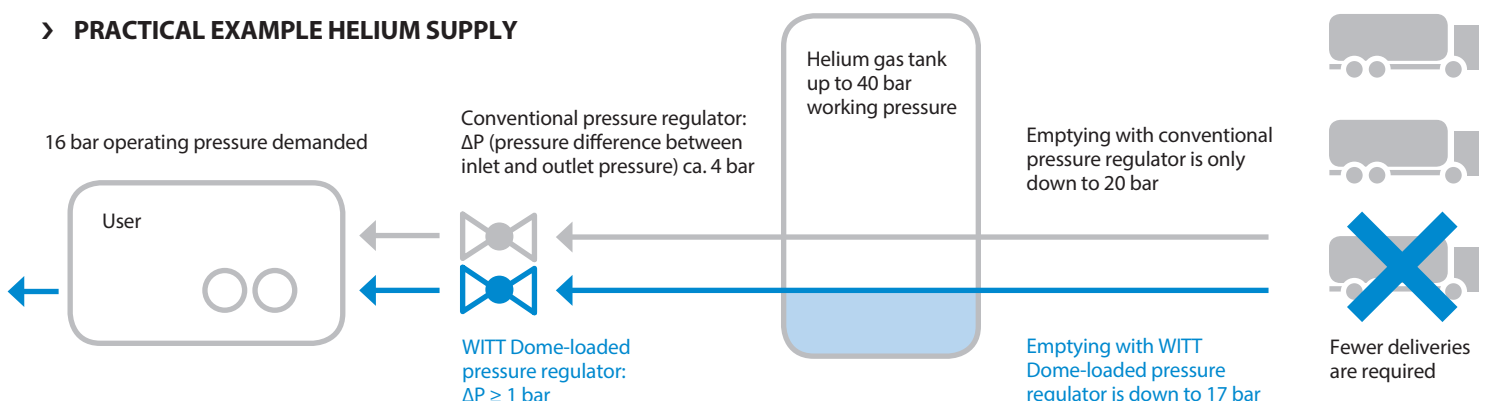 › PRACTICAL EXAMPLE HELIUM SUPPLY
16 bar operating pressure demanded
User
Conventional pressure regulator:
ΔP (pressure difference between
inlet and outlet pressure) ca. 4 bar
WITT Dome-loaded
pressure regulator:
ΔP ≥ 1 bar
Helium gas tank
up to 40 bar
working pressure
Emptying with conventional
pressure regulator is only
down to 20 bar
Emptying with WITT
Dome-loaded pressure
regulator is down to 17 bar
Fewer deliveries
are required